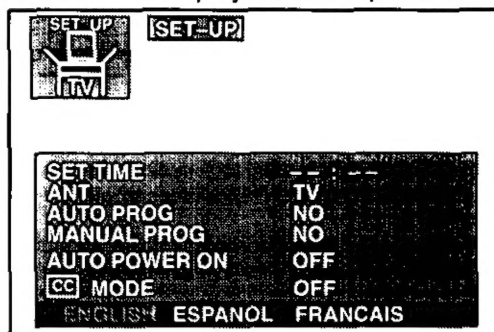 SET UP [SET-UP]
TV
SET TIME -- : --
ANT TV
AUTO PROG NO
MANUAL PROG NO
AUTO POWER ON OFF
CC MODE OFF
ENGLISH ESPANOL FRANCAIS